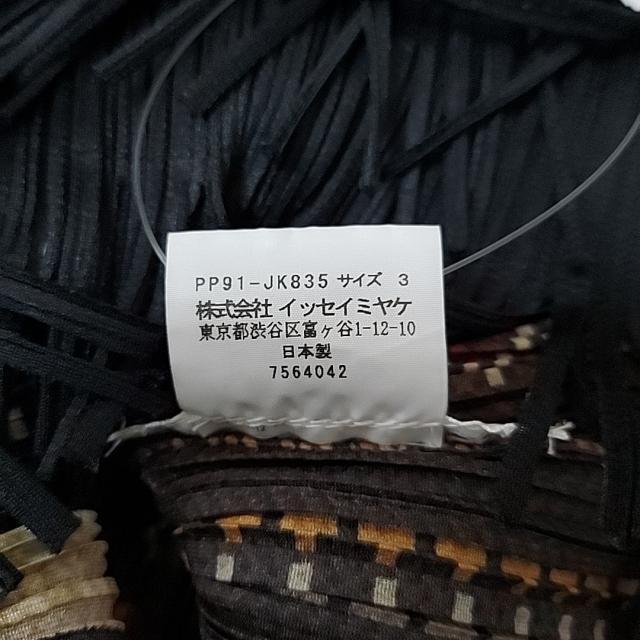 PP91-JK835 サイズ 3
株式会社 イッセイミヤケ
東京都渋谷区富ヶ谷1-12-10
日本製
7564042